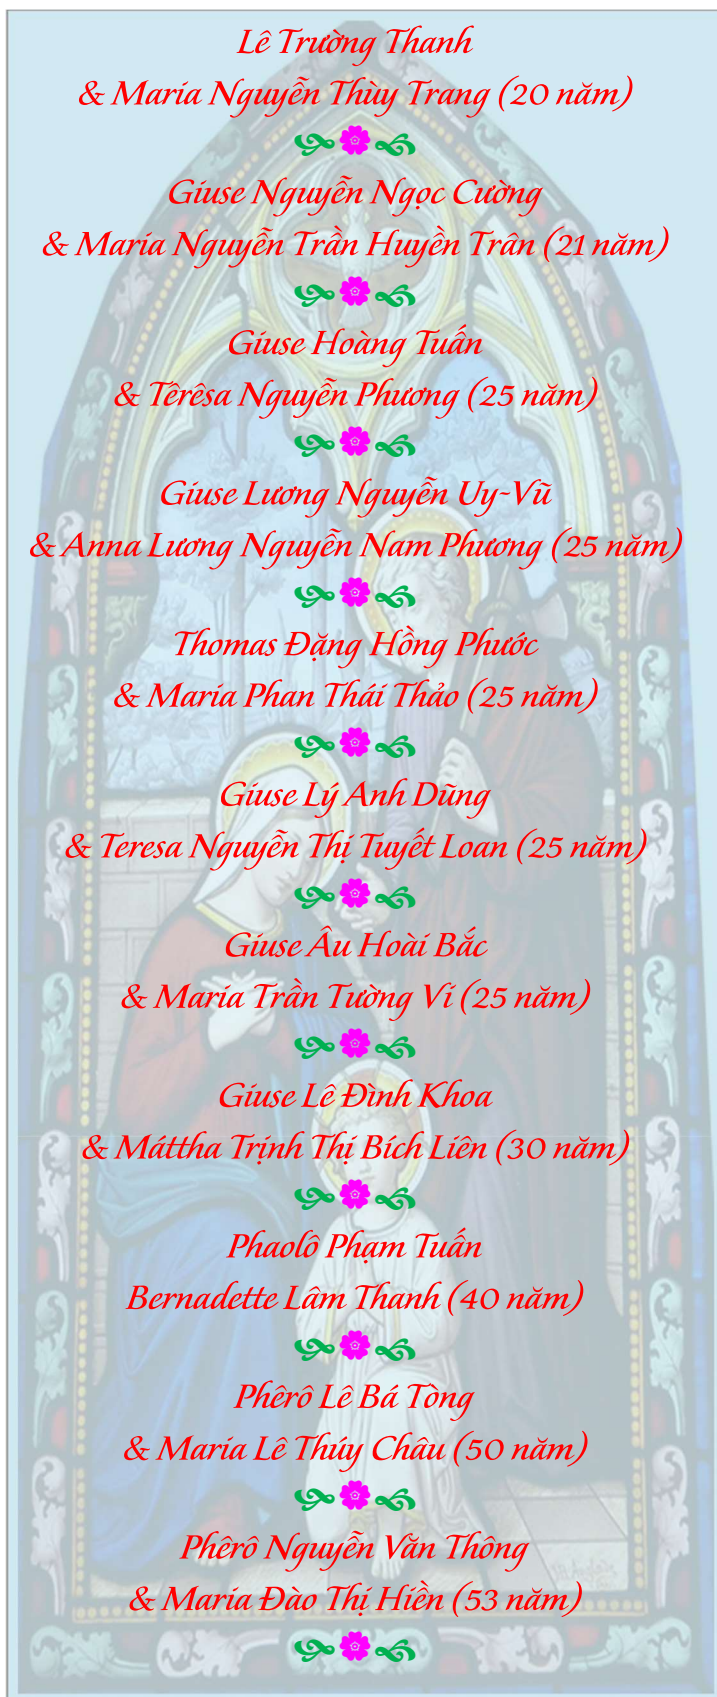 Lê Trường Thanh
& Maria Nguyễn Thùy Trang (20 năm)
Giuse Nguyễn Ngọc Cường
& Maria Nguyễn Trần Huyền Trân (21 năm)
Giuse Hoàng Tuấn
& Têrêsa Nguyễn Phương (25 năm)
Giuse Lương Nguyễn Uy-Vũ
& Anna Lương Nguyễn Nam Phương (25 năm)
Thomas Đặng Hồng Phước
& Maria Phan Thái Thảo (25 năm)
Giuse Lý Anh Dũng
& Teresa Nguyễn Thị Tuyết Loan (25 năm)
Giuse Âu Hoài Bắc
& Maria Trần Tường Vi (25 năm)
Giuse Lê Đình Khoa
& Máttha Trịnh Thị Bích Liên (30 năm)
Phaolô Phạm Tuấn
Bernadette Lâm Thanh (40 năm)
Phêrô Lê Bá Tòng
& Maria Lê Thúy Châu (50 năm)
Phêrô Nguyễn Văn Thông
& Maria Đào Thị Hiền (53 năm)